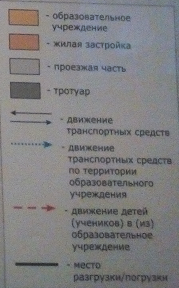 - образовательное
учреждение
- жилая застройка
- проезжая часть
- тротуар
- движение
транспортных средств
- движение
транспортных средств
по территории
образовательного
учреждения
- движение детей
(учеников) в (из)
образовательное
учреждение
- место
разгрузки/погрузки